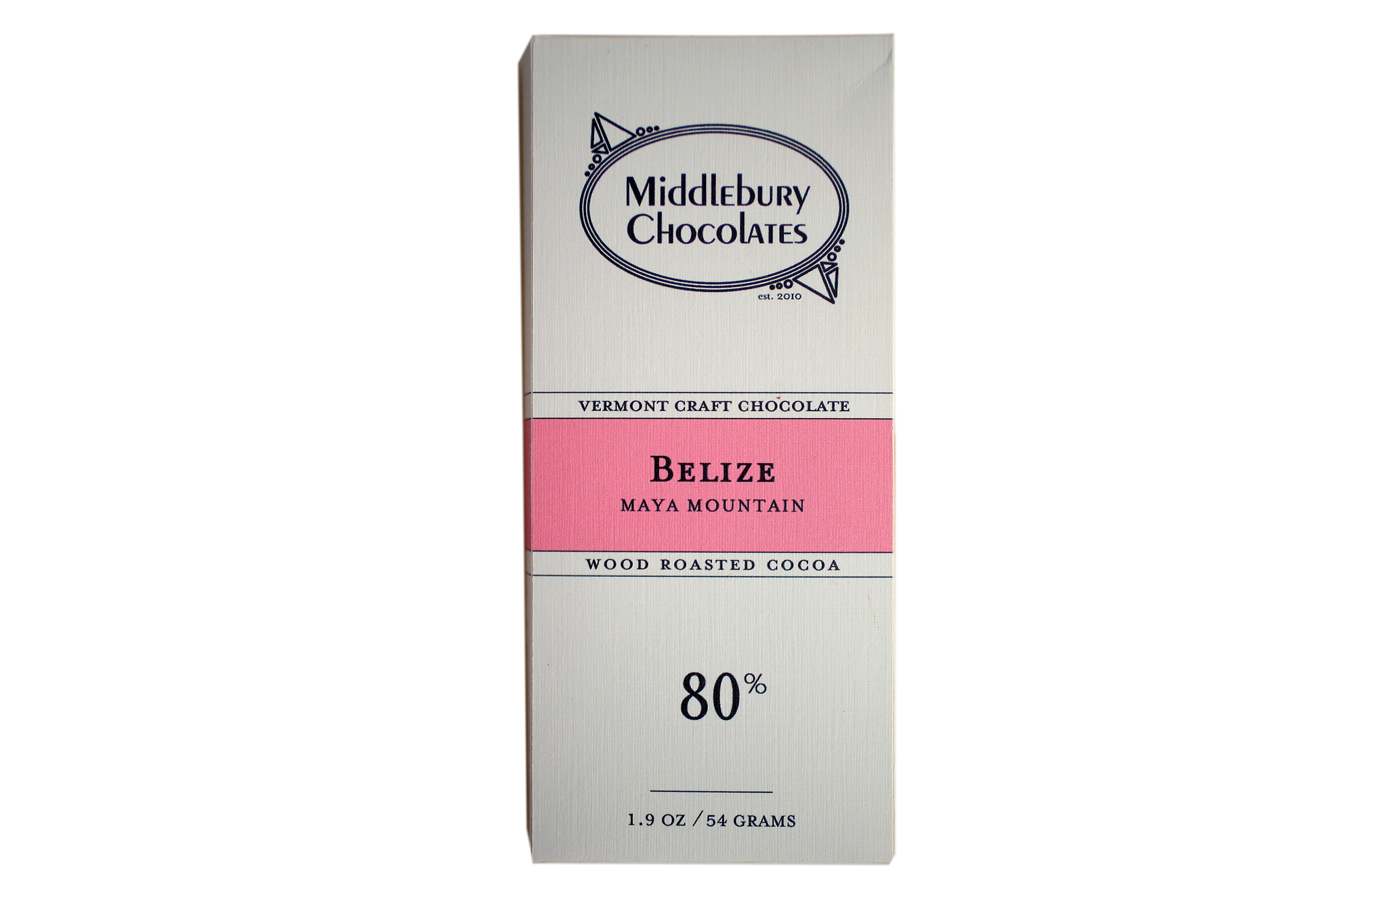 Middlebury
Chocolates
est. 2010
VERMONT CRAFT CHOCOLATE
BELIZE
MAYA MOUNTAIN
WOOD ROASTED COCOA
80%
1.9 OZ / 54 GRAMS